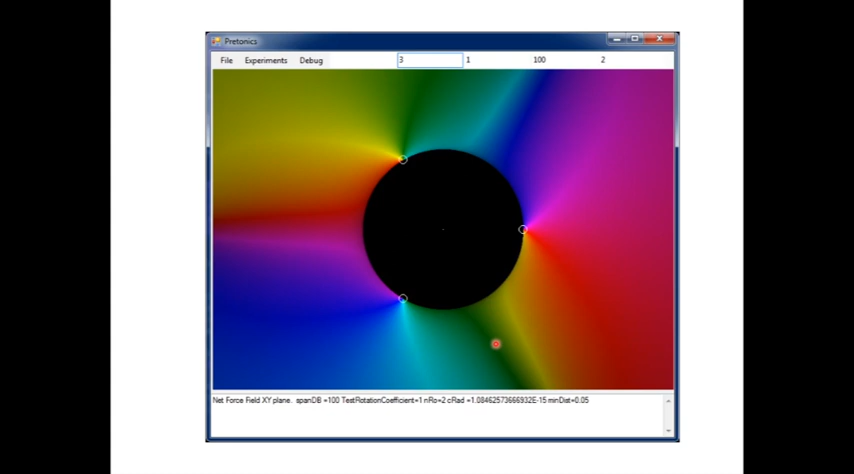 Pretonics
File Experiments Debug 3 1 100 2
Net Force Field XY plane. spanDB =100 TestRotationCoefficient=1 nRo=2 cRad =1.08462573666932E-15 minDist=0.05